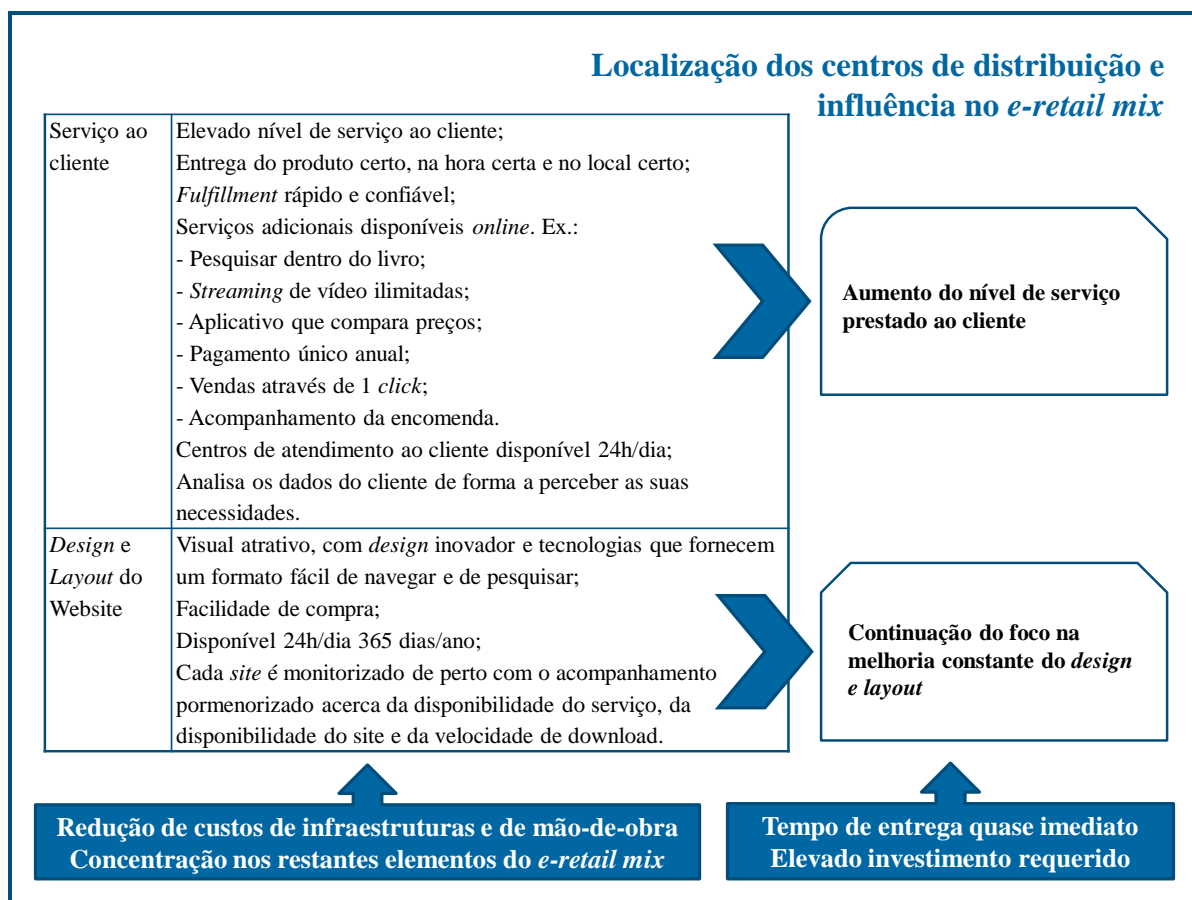 Localização dos centros de distribuição e
influência no e-retail mix
Serviço ao
cliente
Elevado nível de serviço ao cliente;
Entrega do produto certo, na hora certa e no local certo;
Fulfillment rápido e confiável;
Serviços adicionais disponíveis online. Ex.:
- Pesquisar dentro do livro;
- Streaming de vídeo ilimitadas;
- Aplicativo que compara preços;
- Pagamento único anual;
- Vendas através de 1 click;
- Acompanhamento da encomenda.
Centros de atendimento ao cliente disponível 24h/dia;
Analisa os dados do cliente de forma a perceber as suas
necessidades.
Aumento do nível de serviço
prestado ao cliente
Design e
Layout do
Website
Visual atrativo, com design inovador e tecnologias que fornecem
um formato fácil de navegar e de pesquisar;
Facilidade de compra;
Disponível 24h/dia 365 dias/ano;
Cada site é monitorizado de perto com o acompanhamento
pormenorizado acerca da disponibilidade do serviço, da
disponibilidade do site e da velocidade de download.
Continuação do foco na
melhoria constante do design
e layout
Redução de custos de infraestruturas e de mão-de-obra
Concentração nos restantes elementos do e-retail mix
Tempo de entrega quase imediato
Elevado investimento requerido